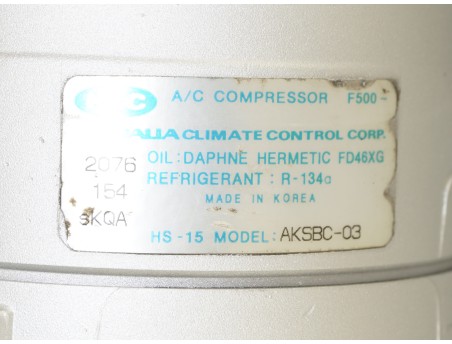 A/C COMPRESSOR F500-
CLIMATE CONTROL CORP.
2076 OIL: DAPHNE HERMETIC FD46XG
154 REFRIGERANT: R-134a
MADE IN KOREA
SKQA
HS-15 MODEL: AKSBC-03